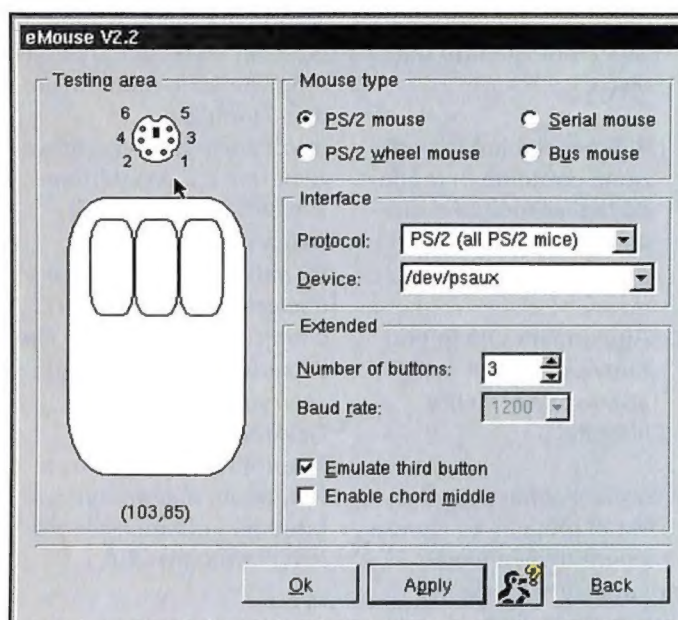 eMouse V2.2
Testing area
6 5
4 3
2 1
(103,85)
Mouse type
PS/2 mouse
Serial mouse
PS/2 wheel mouse
Bus mouse
Interface
Protocol: PS/2 (all PS/2 mice)
Device: /dev/psaux
Extended
Number of buttons: 3
Baud rate: 1200
Emulate third button
Enable chord middle
Ok Apply ? Back